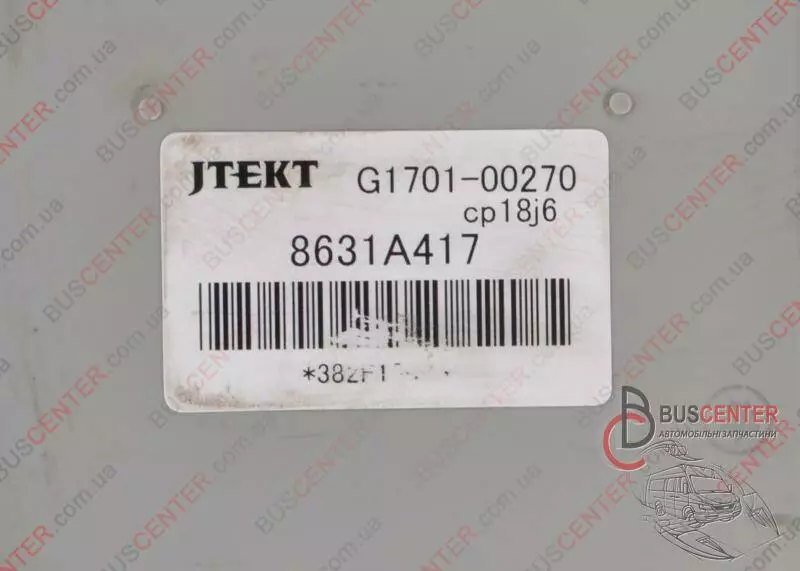 JTEKT G1701-00270
cp18j6
8631A417
BUSCENTER
АВТОМОБІЛЬНІ ЗАПЧАСТИНИ
BUSCENTER.com.ua